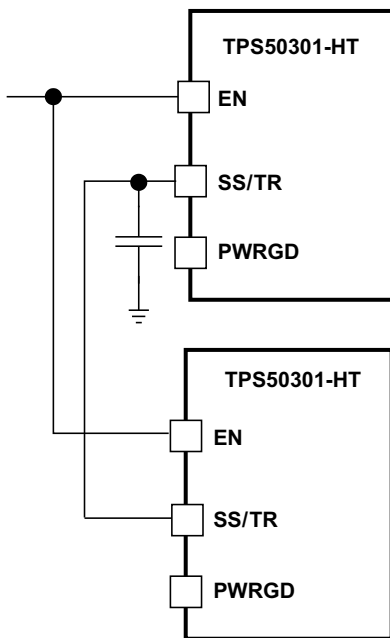 TPS50301-HT
EN
SS/TR
PWRGD
TPS50301-HT
EN
SS/TR
PWRGD